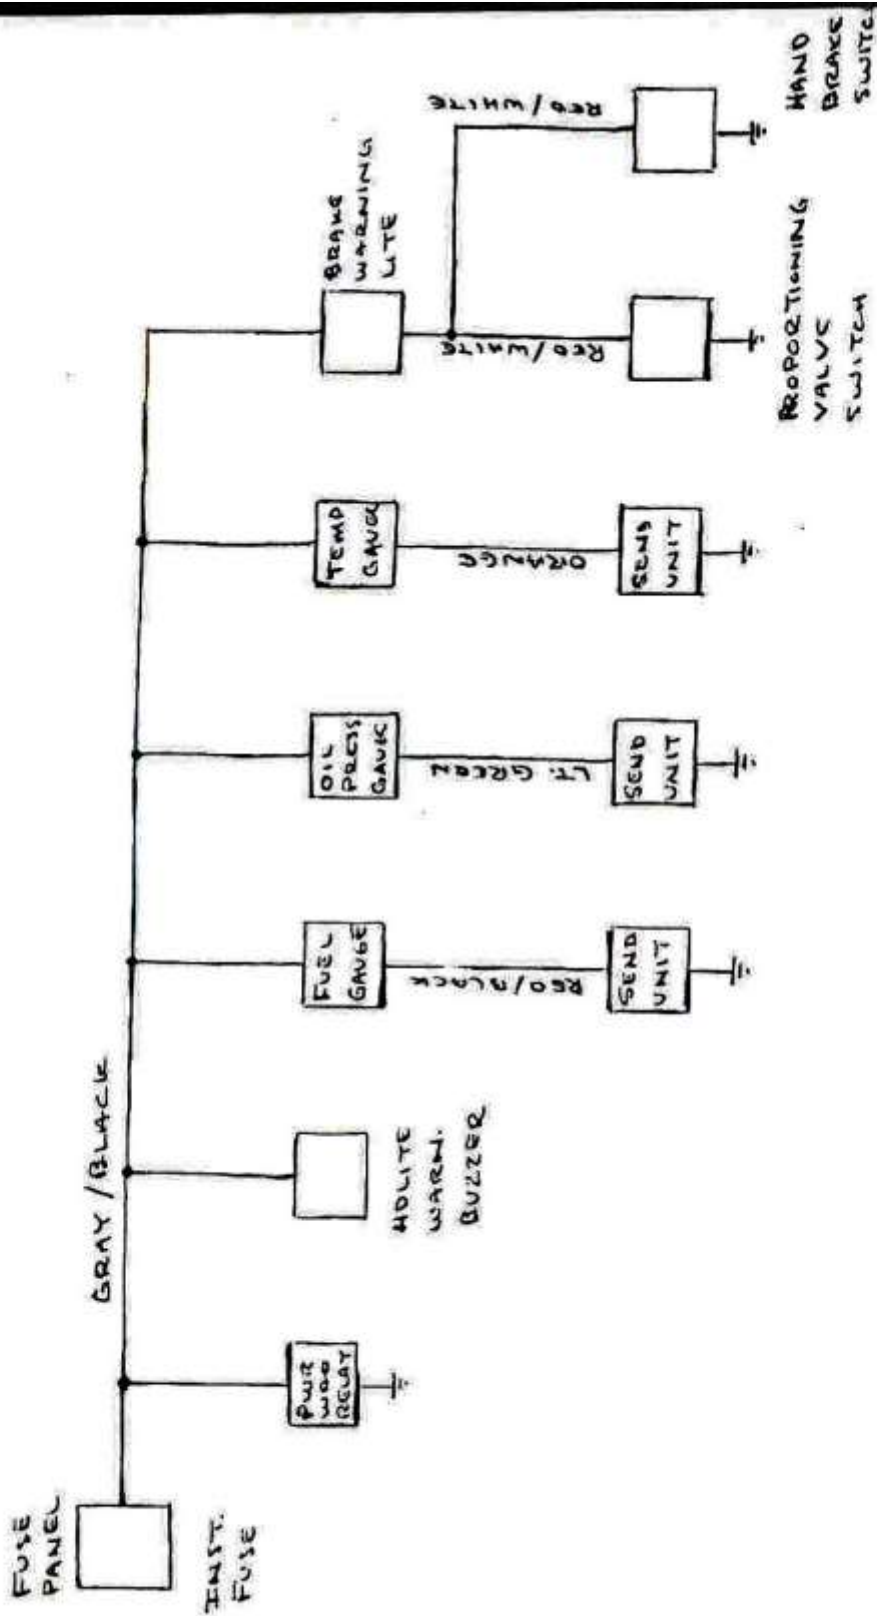 FUSE
PANEL
INST.
FUSE
GRAY / BLACK
PWR
WDO
RELAY
HDLITE
WARN.
BUZZER
FUEL
GAUGE
RED/BLACK
SEND
UNIT
OIL
PRESS
GAUGE
LT. GREEN
SEND
UNIT
TEMP
GAUGE
ORANGE
SEND
UNIT
BRAKE
WARNING
LITE
RED/WHITE
PROPORTIONING
VALVE
SWITCH
RED/WHITE
HAND
BRAKE
SWITCH